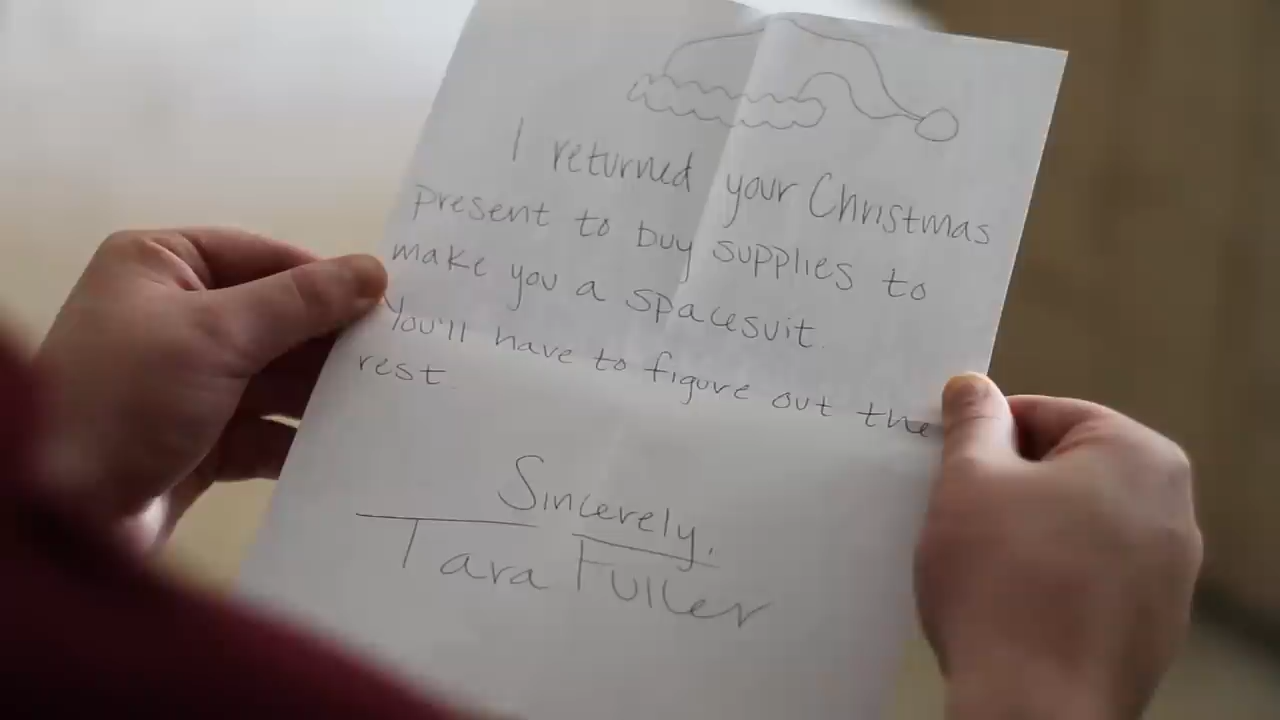 I returned your Christmas
present to buy supplies to
make you a spacesuit.
You'll have to figure out the
rest.
Sincerely,
Tara Fuller